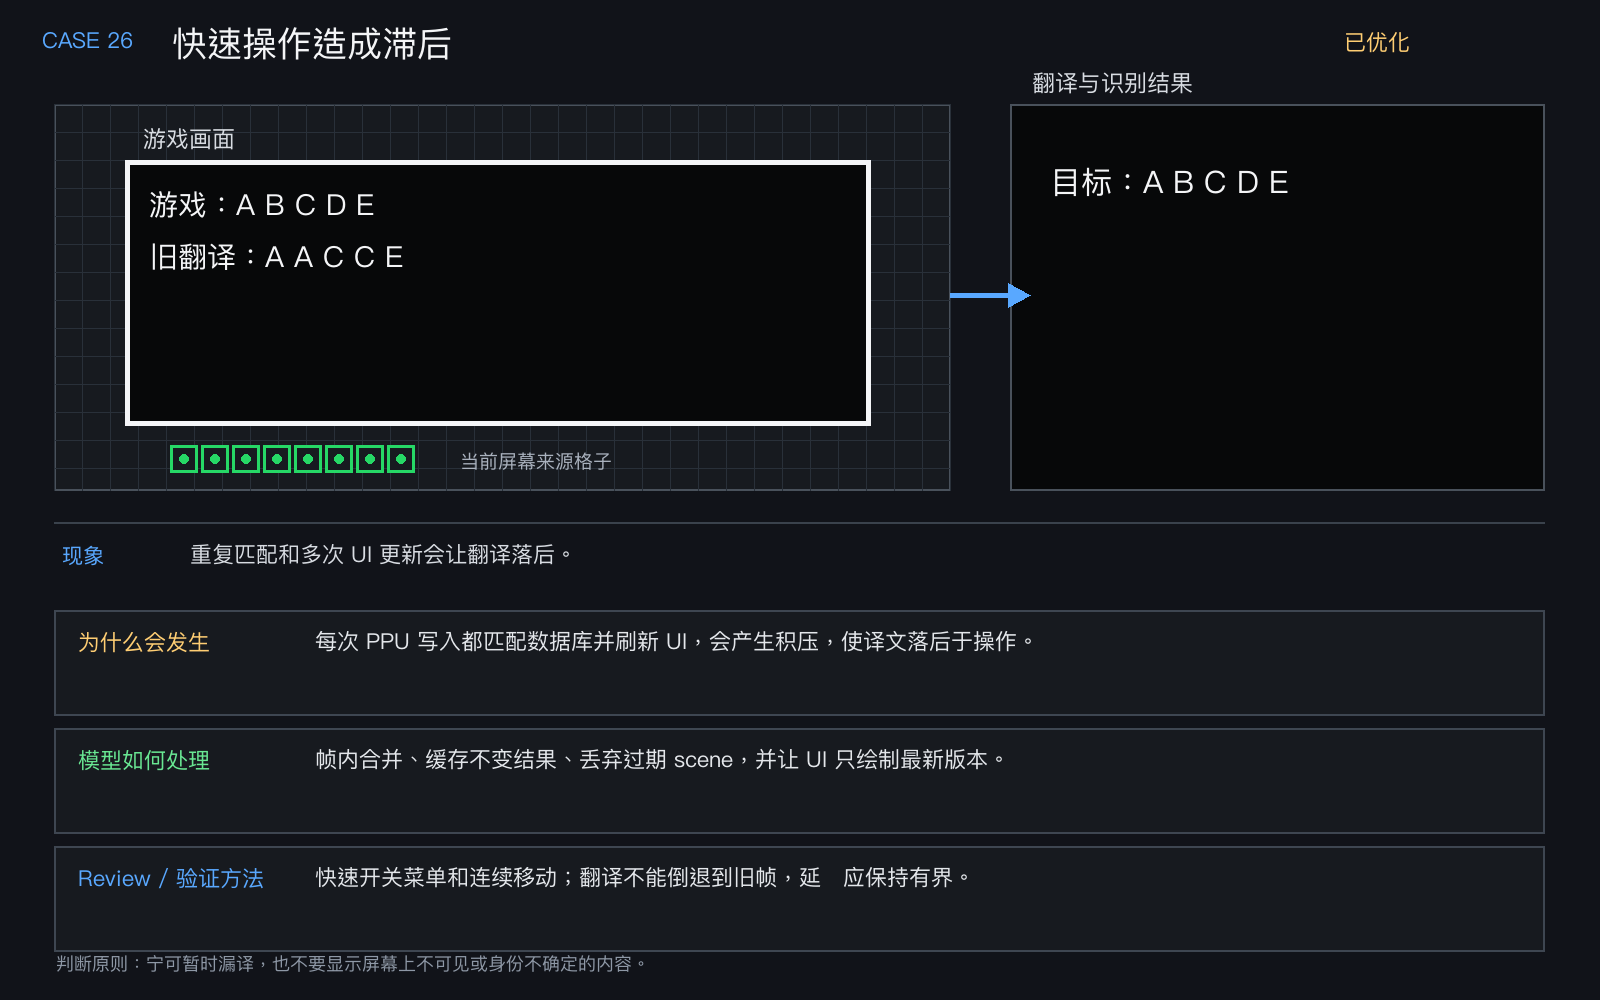 CASE 26 快速操作造成滞后 已优化
翻译与识别结果
游戏画面
游戏：A B C D E
旧翻译：A A C C E
目标：A B C D E
当前屏幕来源格子
现象 重复匹配和多次 UI 更新会让翻译落后。
为什么会发生 每次 PPU 写入都匹配数据库并刷新 UI，会产生积压，使译文落后于操作。
模型如何处理 帧内合并、缓存不变结果、丢弃过期 scene，并让 UI 只绘制最新版本。
Review / 验证方法 快速开关菜单和连续移动；翻译不能倒退到旧帧，延 应保持有界。
判断原则：宁可暂时漏译，也不要显示屏幕上不可见或身份不确定的内容。